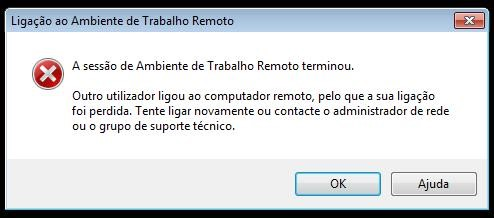 Ligação ao Ambiente de Trabalho Remoto
A sessão de Ambiente de Trabalho Remoto terminou.
Outro utilizador ligou ao computador remoto, pelo que a sua ligação
foi perdida. Tente ligar novamente ou contacte o administrador de rede
ou o grupo de suporte técnico.
OK
Ajuda